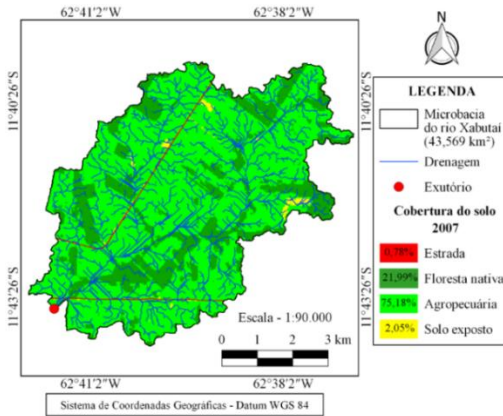 62°41'2"W 62°38'2"W
N
11°40'26"S 11°40'26"S
LEGENDA
Microbacia
do rio Xabutaí
(43,569 km²)
Drenagem
Exutório
Cobertura do solo
2007
0,78% Estrada
21,99% Floresta nativa
75,18% Agropecuária
2,05% Solo exposto
11°43'26"S 11°43'26"S
Escala - 1:90.000
0 1 2 3 km
62°41'2"W 62°38'2"W
Sistema de Coordenadas Geográficas - Datum WGS 84